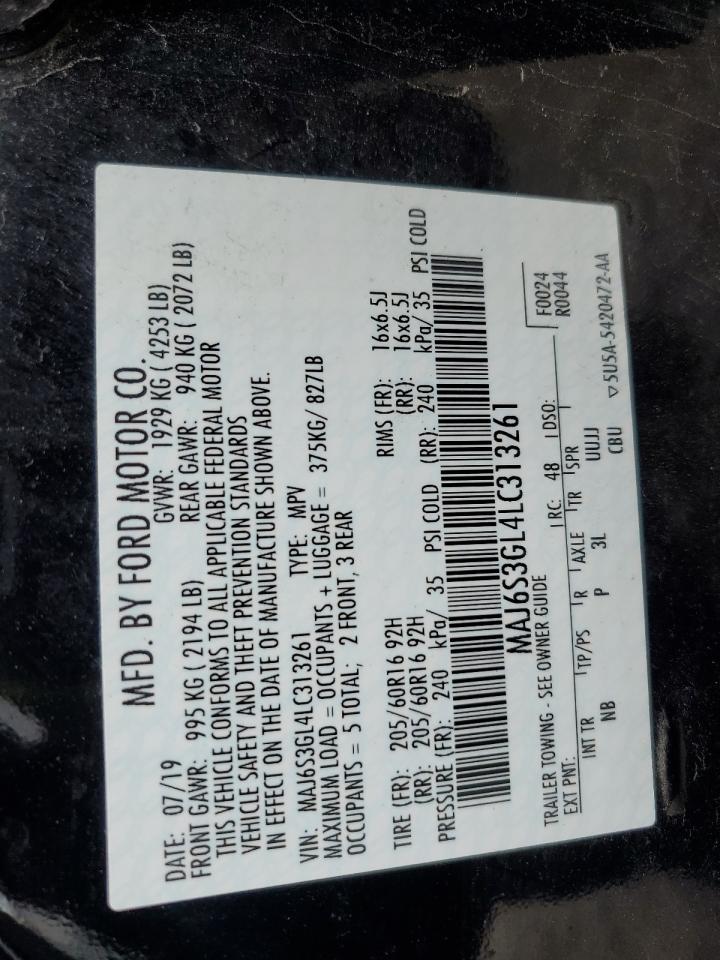 MFD. BY FORD MOTOR CO.
DATE: 07/19 GVWR: 1929 KG ( 4253 LB)
FRONT GAWR: 995 KG ( 2194 LB) REAR GAWR: 940 KG ( 2072 LB)
THIS VEHICLE CONFORMS TO ALL APPLICABLE FEDERAL MOTOR
VEHICLE SAFETY AND THEFT PREVENTION STANDARDS
IN EFFECT ON THE DATE OF MANUFACTURE SHOWN ABOVE.
VIN: MAJ6S3GL4LC313261 TYPE: MPV
MAXIMUM LOAD = OCCUPANTS + LUGGAGE = 375KG/ 827LB
OCCUPANTS = 5 TOTAL; 2 FRONT, 3 REAR
TIRE (FR): 205/60R16 92H RIMS (FR): 16x6.5J
(RR): 205/60R16 92H (RR): 16x6.5J
PRESSURE (FR): 240 kPa/ 35 PSI COLD (RR): 240 kPa/ 35 PSI COLD
MAJ6S3GL4LC313261
TRAILER TOWING - SEE OWNER GUIDE
EXT PNT: RC: 48 DSO: F0024
R0044
INT TR TP/PS R AXLE TR SPR
NB P 3L UUJJ
CBU
▽5U5A-5420472-AA